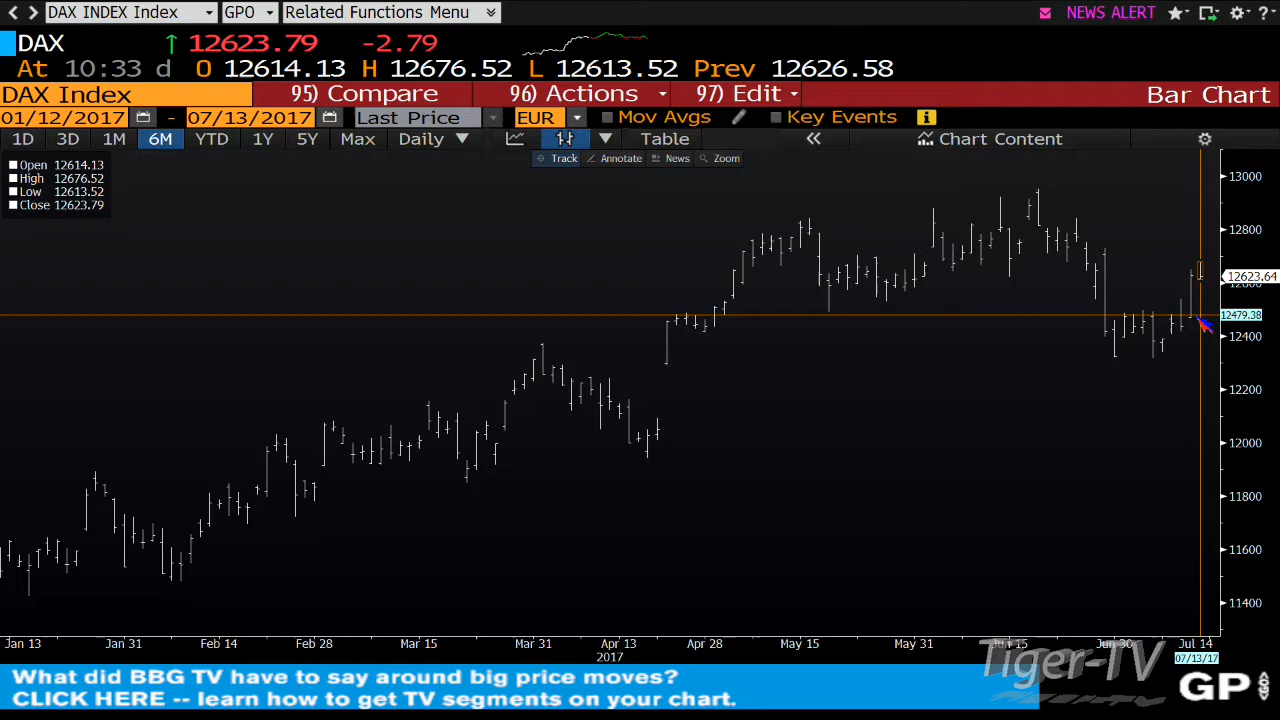 DAX INDEX Index GPO Related Functions Menu NEWS ALERT ?
DAX 12623.79 -2.79
At 10:33 d O 12614.13 H 12676.52 L 12613.52 Prev 12626.58
DAX Index 95) Compare 96) Actions 97) Edit Bar Chart
01/12/2017 - 07/13/2017 Last Price EUR Mov Avgs Key Events
1D 3D 1M 6M YTD 1Y 5Y Max Daily Table Chart Content
Track Annotate News Zoom
Open 12614.13
High 12676.52
Low 12613.52
Close 12623.79
13000
12800
12623.64
12600
12479.38
12400
12200
12000
11800
11600
11400
Jan 13 Jan 31 Feb 14 Feb 28 Mar 15 Mar 31 Apr 13 Apr 28 May 15 May 31 Jun 15 Jun 30 Jul 14
2017 07/13/17
Tiger-TV
What did BBG TV have to say around big price moves?
CLICK HERE -- learn how to get TV segments on your chart.
GP